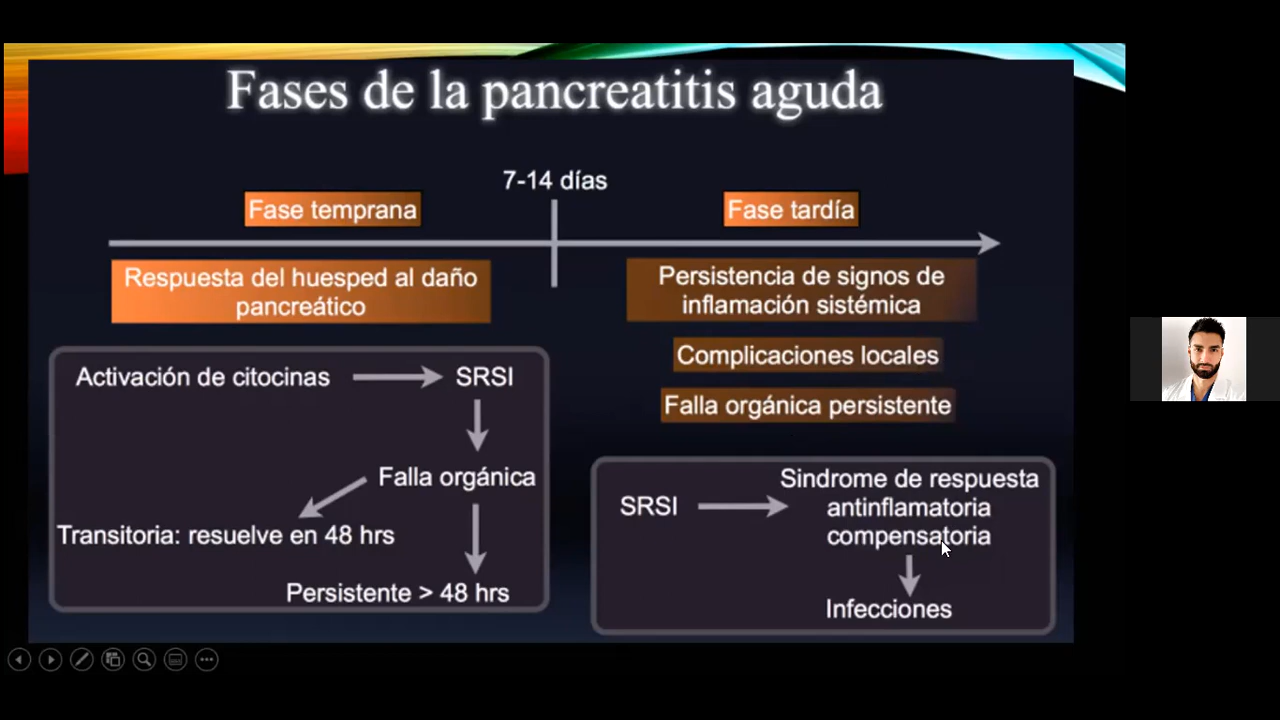 Fases de la pancreatitis aguda
7-14 días
Fase temprana
Fase tardía
Respuesta del huesped al daño
pancreático
Persistencia de signos de
inflamación sistémica
Complicaciones locales
Falla orgánica persistente
Activación de citocinas
SRSI
Falla orgánica
Transitoria: resuelve en 48 hrs
Persistente > 48 hrs
SRSI
Sindrome de respuesta
antinflamatoria
compensatoria
Infecciones